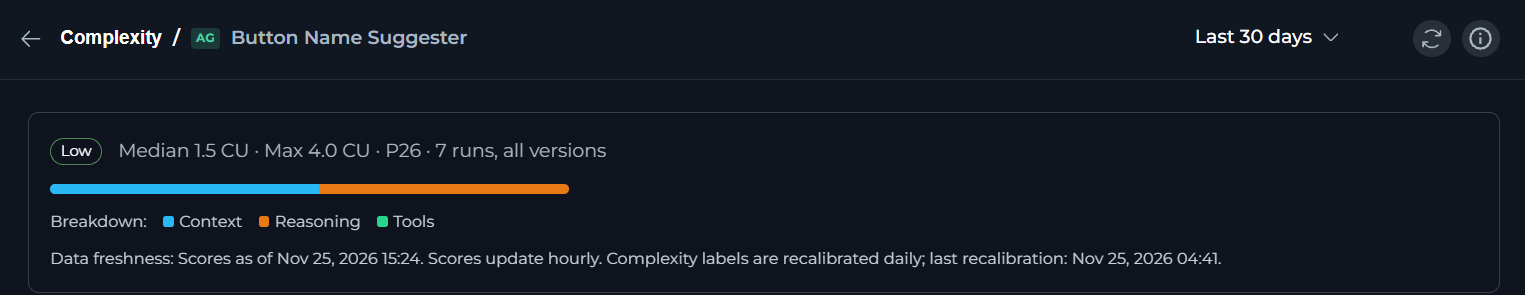 Complexity / AG Button Name Suggester Last 30 days
Low Median 1.5 CU · Max 4.0 CU · P26 · 7 runs, all versions
Breakdown: Context Reasoning Tools
Data freshness: Scores as of Nov 25, 2026 15:24. Scores update hourly. Complexity labels are recalibrated daily; last recalibration: Nov 25, 2026 04:41.